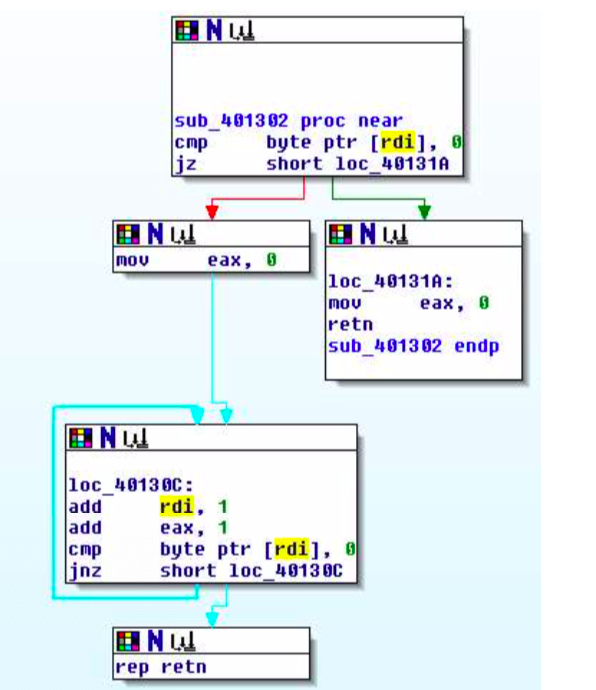 sub_401302 proc near
cmp byte ptr [rdi], 0
jz short loc_40131A
mov eax, 0
loc_40131A:
mov eax, 0
retn
sub_401302 endp
loc_40130C:
add rdi, 1
add eax, 1
cmp byte ptr [rdi], 0
jnz short loc_40130C
rep retn